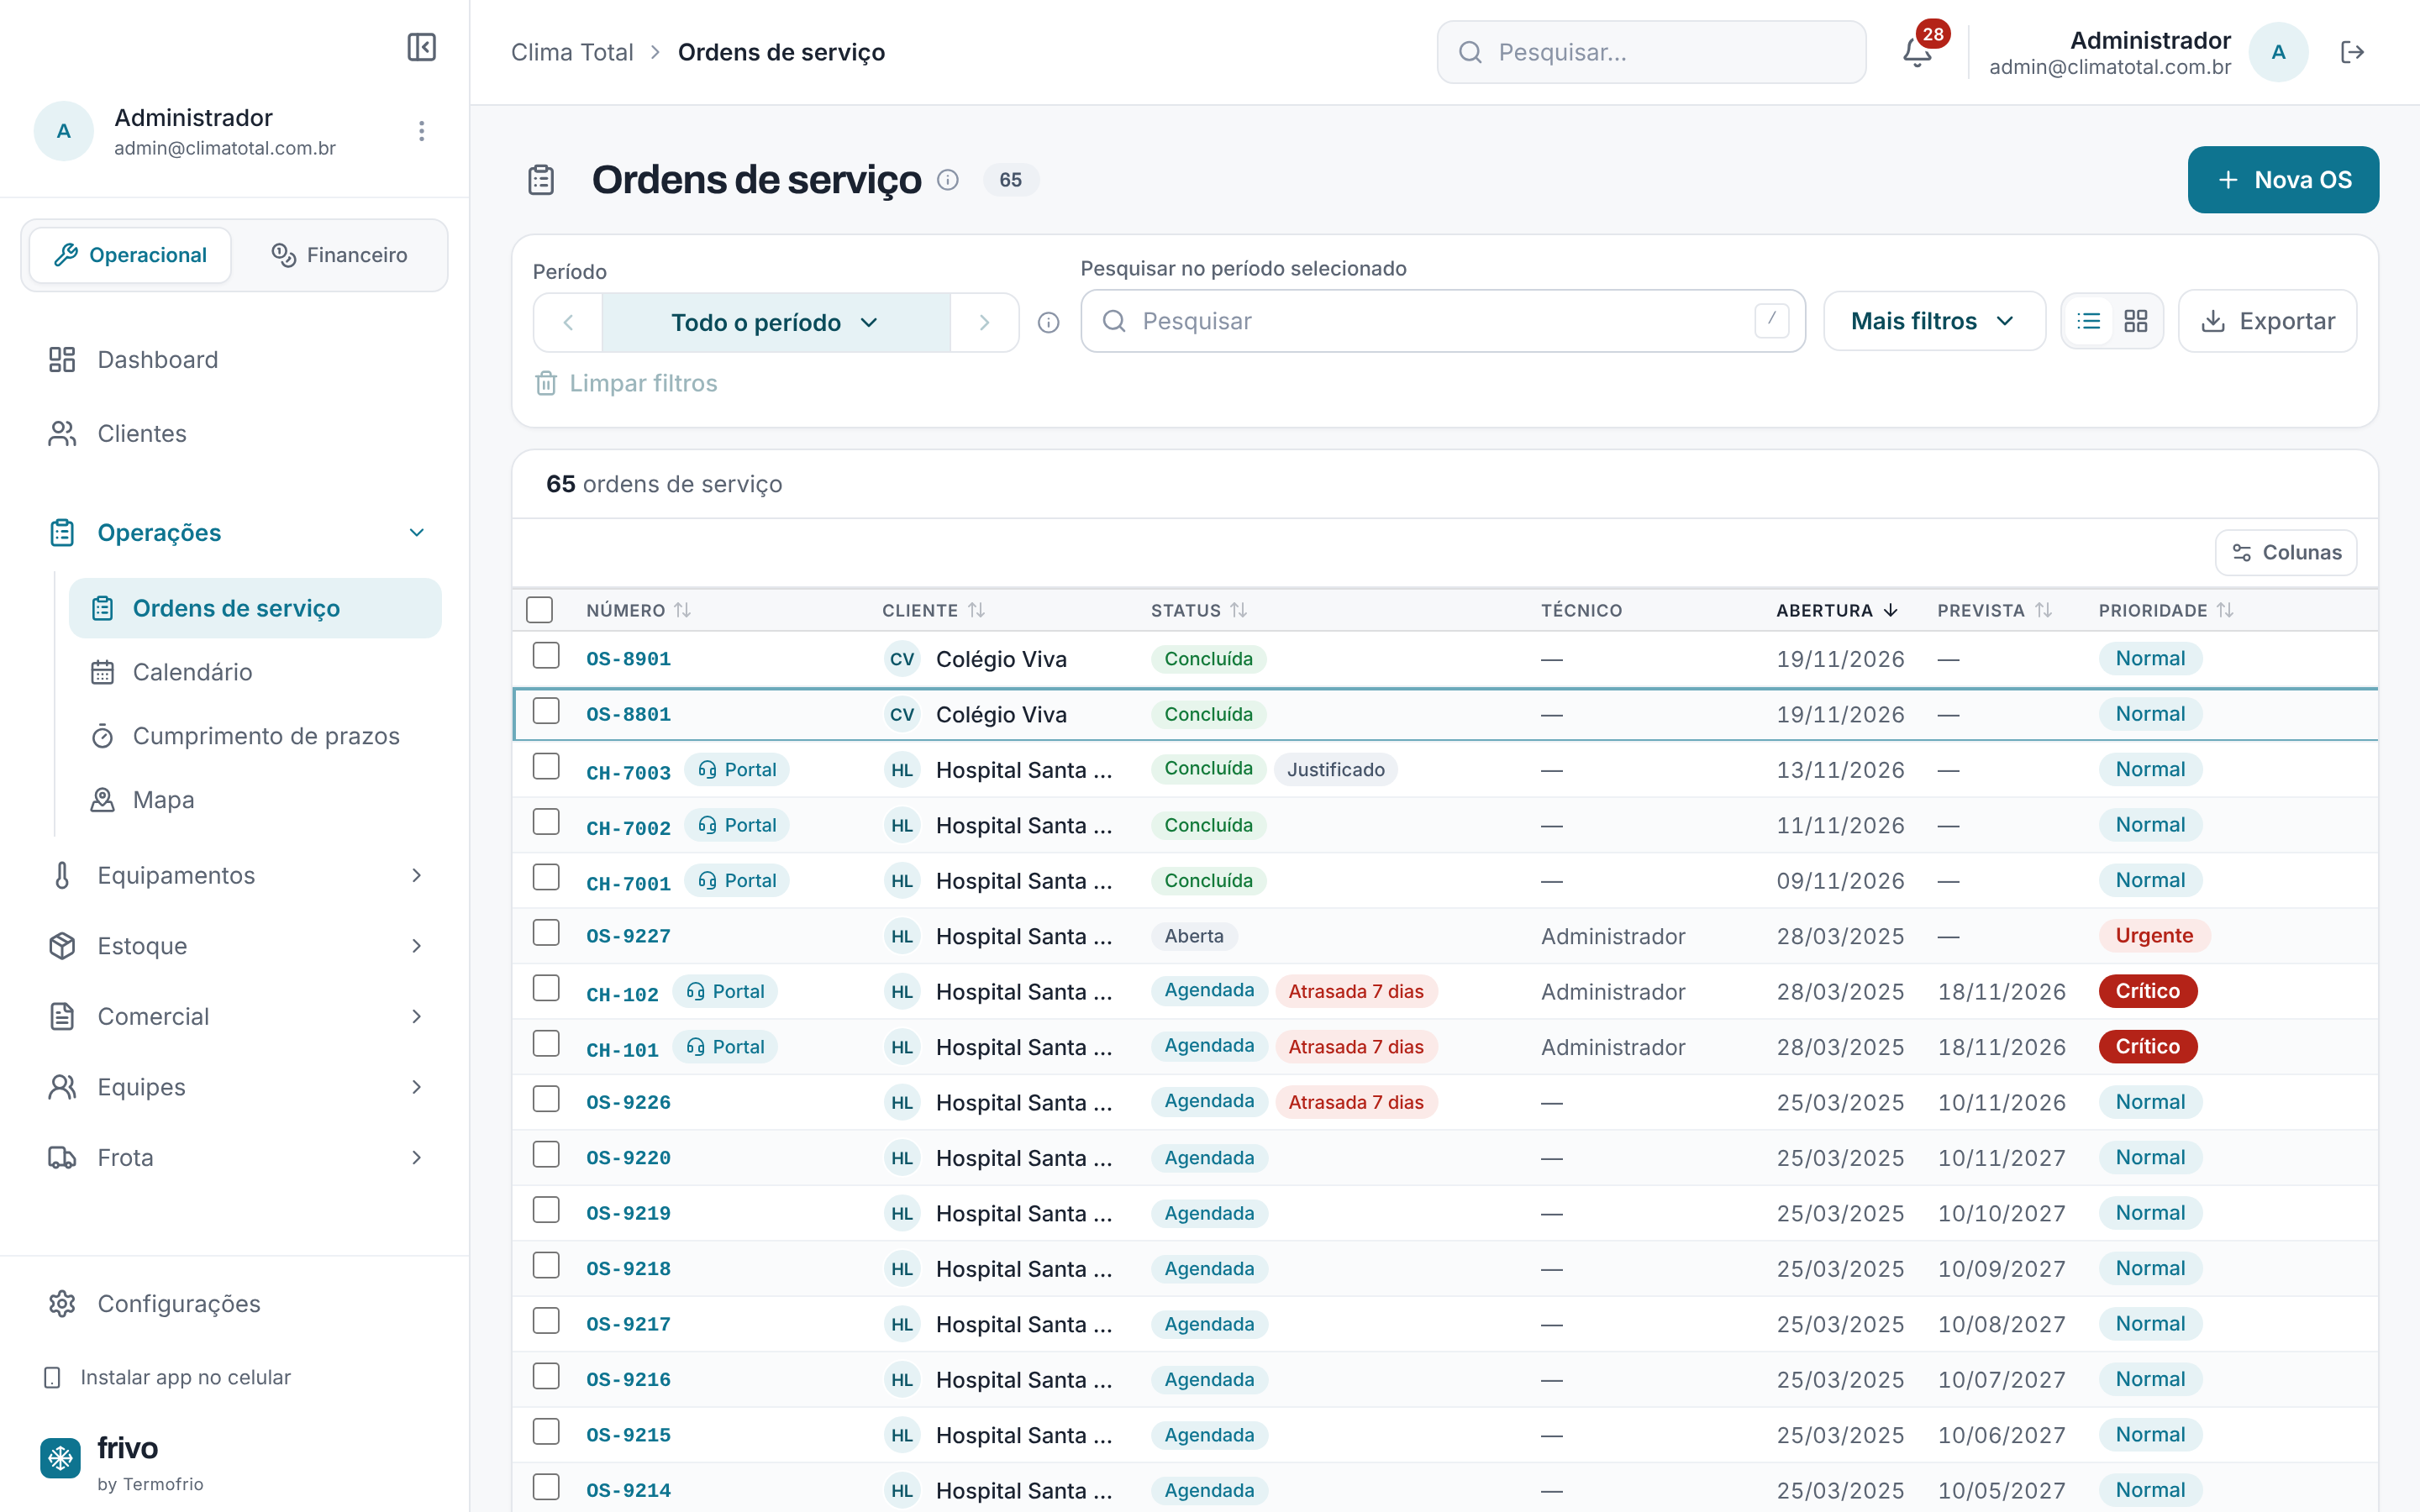 Clima Total > Ordens de serviço
Pesquisar...
28
Administrador
admin@climatotal.com.br
A
A
Administrador
admin@climatotal.com.br
Operacional
Financeiro
Dashboard
Clientes
Operações
Ordens de serviço
Calendário
Cumprimento de prazos
Mapa
Equipamentos
Estoque
Comercial
Equipes
Frota
Configurações
Instalar app no celular
frivo
by Termofrio
Ordens de serviço 65
+ Nova OS
Período
Todo o período
Pesquisar no período selecionado
Pesquisar /
Mais filtros
Exportar
Limpar filtros
65 ordens de serviço
Colunas
NÚMERO CLIENTE STATUS TÉCNICO ABERTURA PREVISTA PRIORIDADE
OS-8901 CV Colégio Viva Concluída — 19/11/2026 — Normal
OS-8801 CV Colégio Viva Concluída — 19/11/2026 — Normal
CH-7003 Portal HL Hospital Santa ... Concluída Justificado — 13/11/2026 — Normal
CH-7002 Portal HL Hospital Santa ... Concluída — 11/11/2026 — Normal
CH-7001 Portal HL Hospital Santa ... Concluída — 09/11/2026 — Normal
OS-9227 HL Hospital Santa ... Aberta Administrador 28/03/2025 — Urgente
CH-102 Portal HL Hospital Santa ... Agendada Atrasada 7 dias Administrador 28/03/2025 18/11/2026 Crítico
CH-101 Portal HL Hospital Santa ... Agendada Atrasada 7 dias Administrador 28/03/2025 18/11/2026 Crítico
OS-9226 HL Hospital Santa ... Agendada Atrasada 7 dias — 25/03/2025 10/11/2026 Normal
OS-9220 HL Hospital Santa ... Agendada — 25/03/2025 10/11/2027 Normal
OS-9219 HL Hospital Santa ... Agendada — 25/03/2025 10/10/2027 Normal
OS-9218 HL Hospital Santa ... Agendada — 25/03/2025 10/09/2027 Normal
OS-9217 HL Hospital Santa ... Agendada — 25/03/2025 10/08/2027 Normal
OS-9216 HL Hospital Santa ... Agendada — 25/03/2025 10/07/2027 Normal
OS-9215 HL Hospital Santa ... Agendada — 25/03/2025 10/06/2027 Normal
OS-9214 HL Hospital Santa ... Agendada — 25/03/2025 10/05/2027 Normal